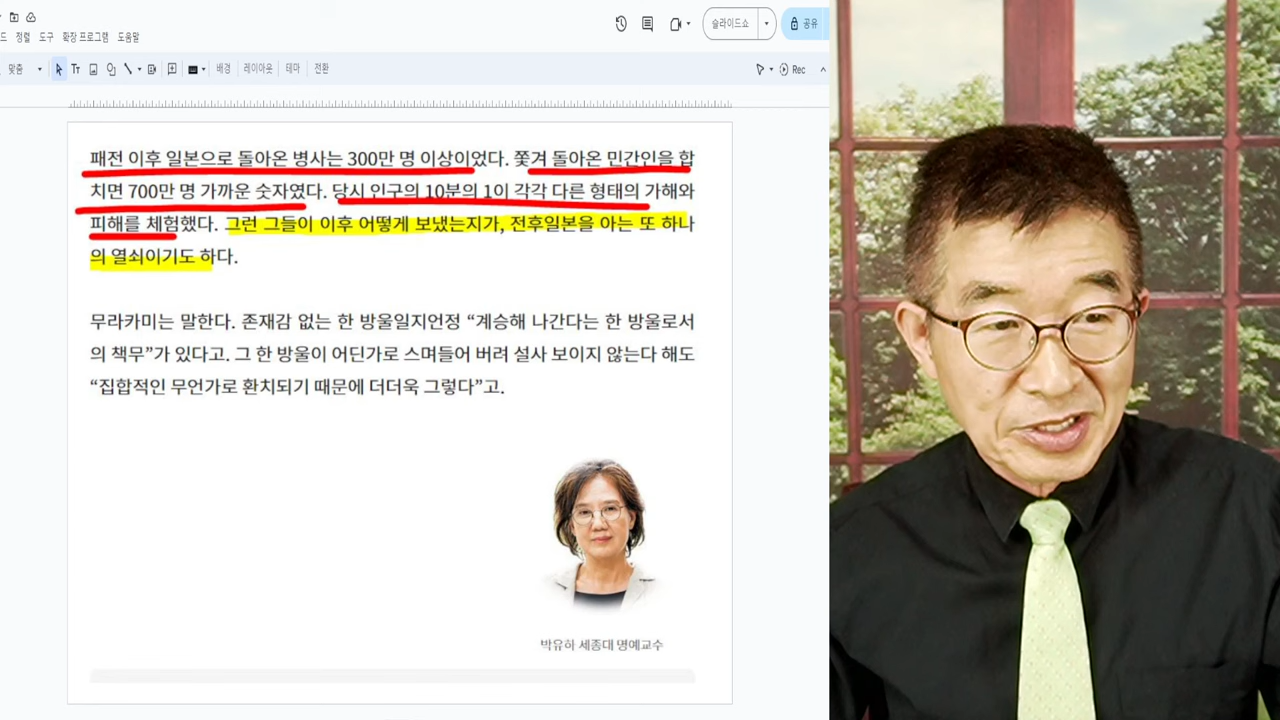 슬라이드쇼
공유
정렬 도구 확장 프로그램 도움말
맞춤
Tт
배경 레이아웃 테마 전환
Rec
패전 이후 일본으로 돌아온 병사는 300만 명 이상이었다. 쫓겨 돌아온 민간인을 합
치면 700만 명 가까운 숫자였다. 당시 인구의 10분의 1이 각각 다른 형태의 가해와
피해를 체험했다. 그런 그들이 이후 어떻게 보냈는지가, 전후일본을 아는 또 하나
의 열쇠이기도 하다.
무라카미는 말한다. 존재감 없는 한 방울일지언정 “계승해 나간다는 한 방울로서
의 책무”가 있다고. 그 한 방울이 어딘가로 스며들어 버려 설사 보이지 않는다 해도
“집합적인 무언가로 환치되기 때문에 더더욱 그렇다”고.
박유하 세종대 명예교수